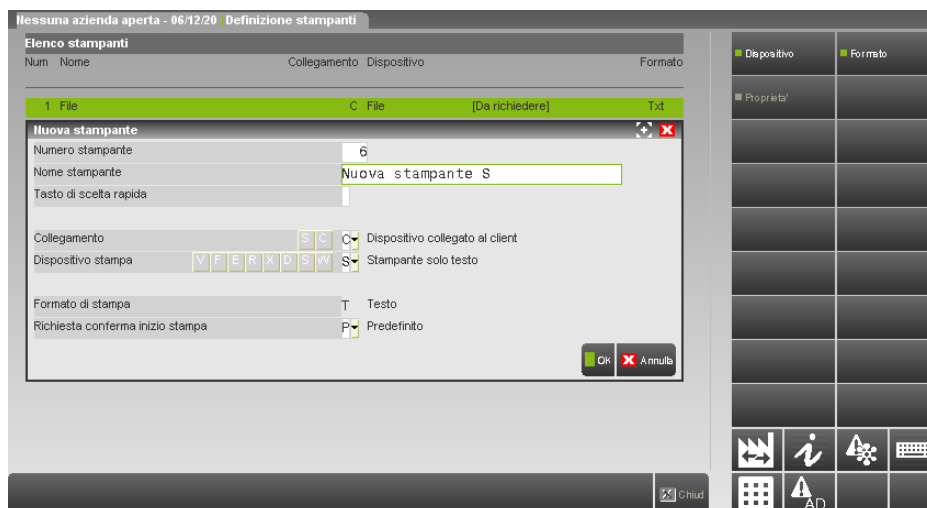 Nessuna azienda aperta - 06/12/20 Definizione stampanti
Elenco stampanti
Num Nome Collegamento Dispositivo Formato
1 File C File [Da richiedere] Txt
Nuova stampante
Numero stampante 6
Nome stampante Nuova stampante S
Tasto di scelta rapida
Collegamento S C C Dispositivo collegato al client
Dispositivo stampa V F E R X D S W S Stampante solo testo
Formato di stampa T Testo
Richiesta conferma inizio stampa P Predefinito
Ok Annulla
Chiud
Dispositivo Formato
Proprieta'
AD